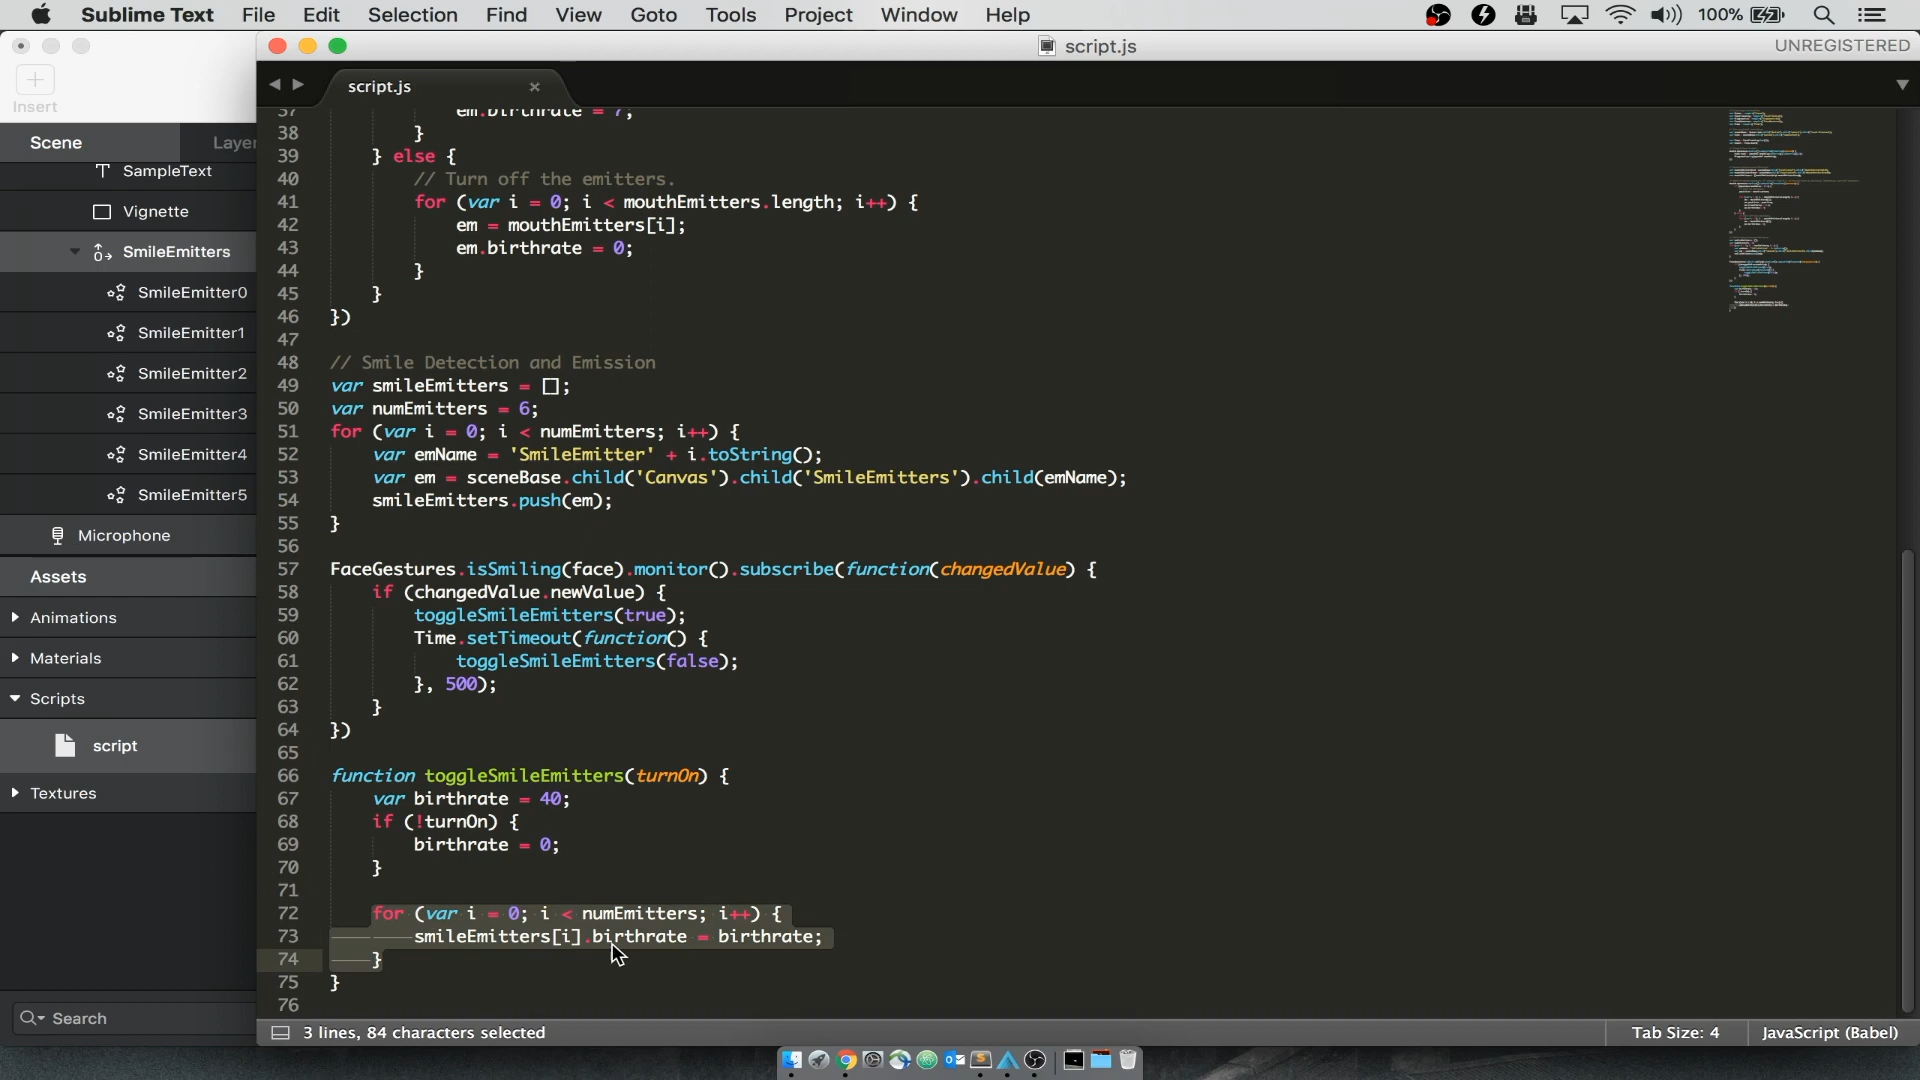 Sublime Text File Edit Selection Find View Goto Tools Project Window Help 100%
script.js UNREGISTERED
Insert
script.js
Scene Layer
SampleText
Vignette
SmileEmitters
SmileEmitter0
SmileEmitter1
SmileEmitter2
SmileEmitter3
SmileEmitter4
SmileEmitter5
Microphone
Assets
Animations
Materials
Scripts
script
Textures
Search
37 em.birthrate = 7;
38 }
39 } else {
40 // Turn off the emitters.
41 for (var i = 0; i < mouthEmitters.length; i++) {
42 em = mouthEmitters[i];
43 em.birthrate = 0;
44 }
45 }
46 })
47
48 // Smile Detection and Emission
49 var smileEmitters = [];
50 var numEmitters = 6;
51 for (var i = 0; i < numEmitters; i++) {
52 var emName = 'SmileEmitter' + i.toString();
53 var em = sceneBase.child('Canvas').child('SmileEmitters').child(emName);
54 smileEmitters.push(em);
55 }
56
57 FaceGestures.isSmiling(face).monitor().subscribe(function(changedValue) {
58 if (changedValue.newValue) {
59 toggleSmileEmitters(true);
60 Time.setTimeout(function() {
61 toggleSmileEmitters(false);
62 }, 500);
63 }
64 })
65
66 function toggleSmileEmitters(turnOn) {
67 var birthrate = 40;
68 if (!turnOn) {
69 birthrate = 0;
70 }
71
72 for (var i = 0; i < numEmitters; i++) {
73 smileEmitters[i].birthrate = birthrate;
74 }
75 }
76
3 lines, 84 characters selected Tab Size: 4 JavaScript (Babel)